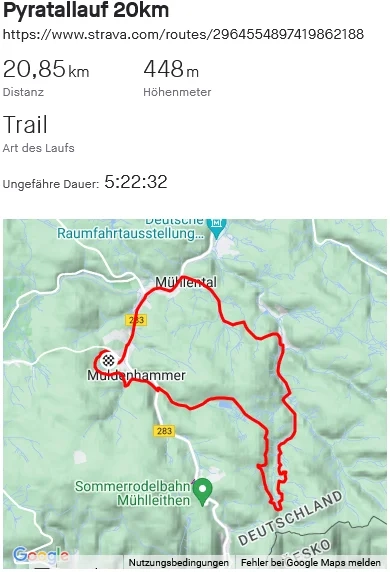 Pyratallauf 20km
https://www.strava.com/routes/2964554897419862188
20,85 km
448 m
Distanz
Höhenmeter
Trail
Art des Laufs
Ungefähre Dauer: 5:22:32
Deutsche
Raumfahrtausstellung...
Mühlental
283
Muldenhammer
283
Sommerrodelbahn
Mühlleithen
DEUTSCHLAND
ESKO
Google
Nutzungsbedingungen
Fehler bei Google Maps melden